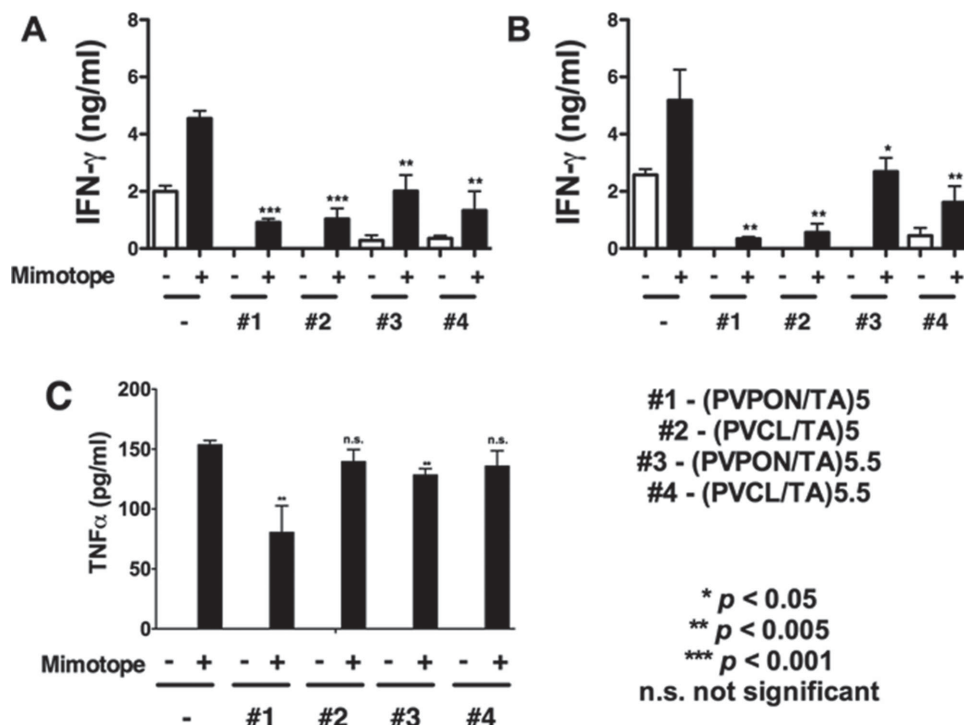 A
IFN-γ (ng/ml)
8
6
4
2
0
*** *** ** **
Mimotope - + - + - + - + - +
- #1 #2 #3 #4
B
IFN-γ (ng/ml)
8
6
4
2
0
** ** * **
- + - + - + - + - +
- #1 #2 #3 #4
C
TNFα (pg/ml)
200
150
100
50
0
** n.s. ** n.s.
Mimotope - + - + - + - + - +
- #1 #2 #3 #4
#1 - (PVPON/TA)5
#2 - (PVCL/TA)5
#3 - (PVPON/TA)5.5
#4 - (PVCL/TA)5.5
* p < 0.05
** p < 0.005
*** p < 0.001
n.s. not significant